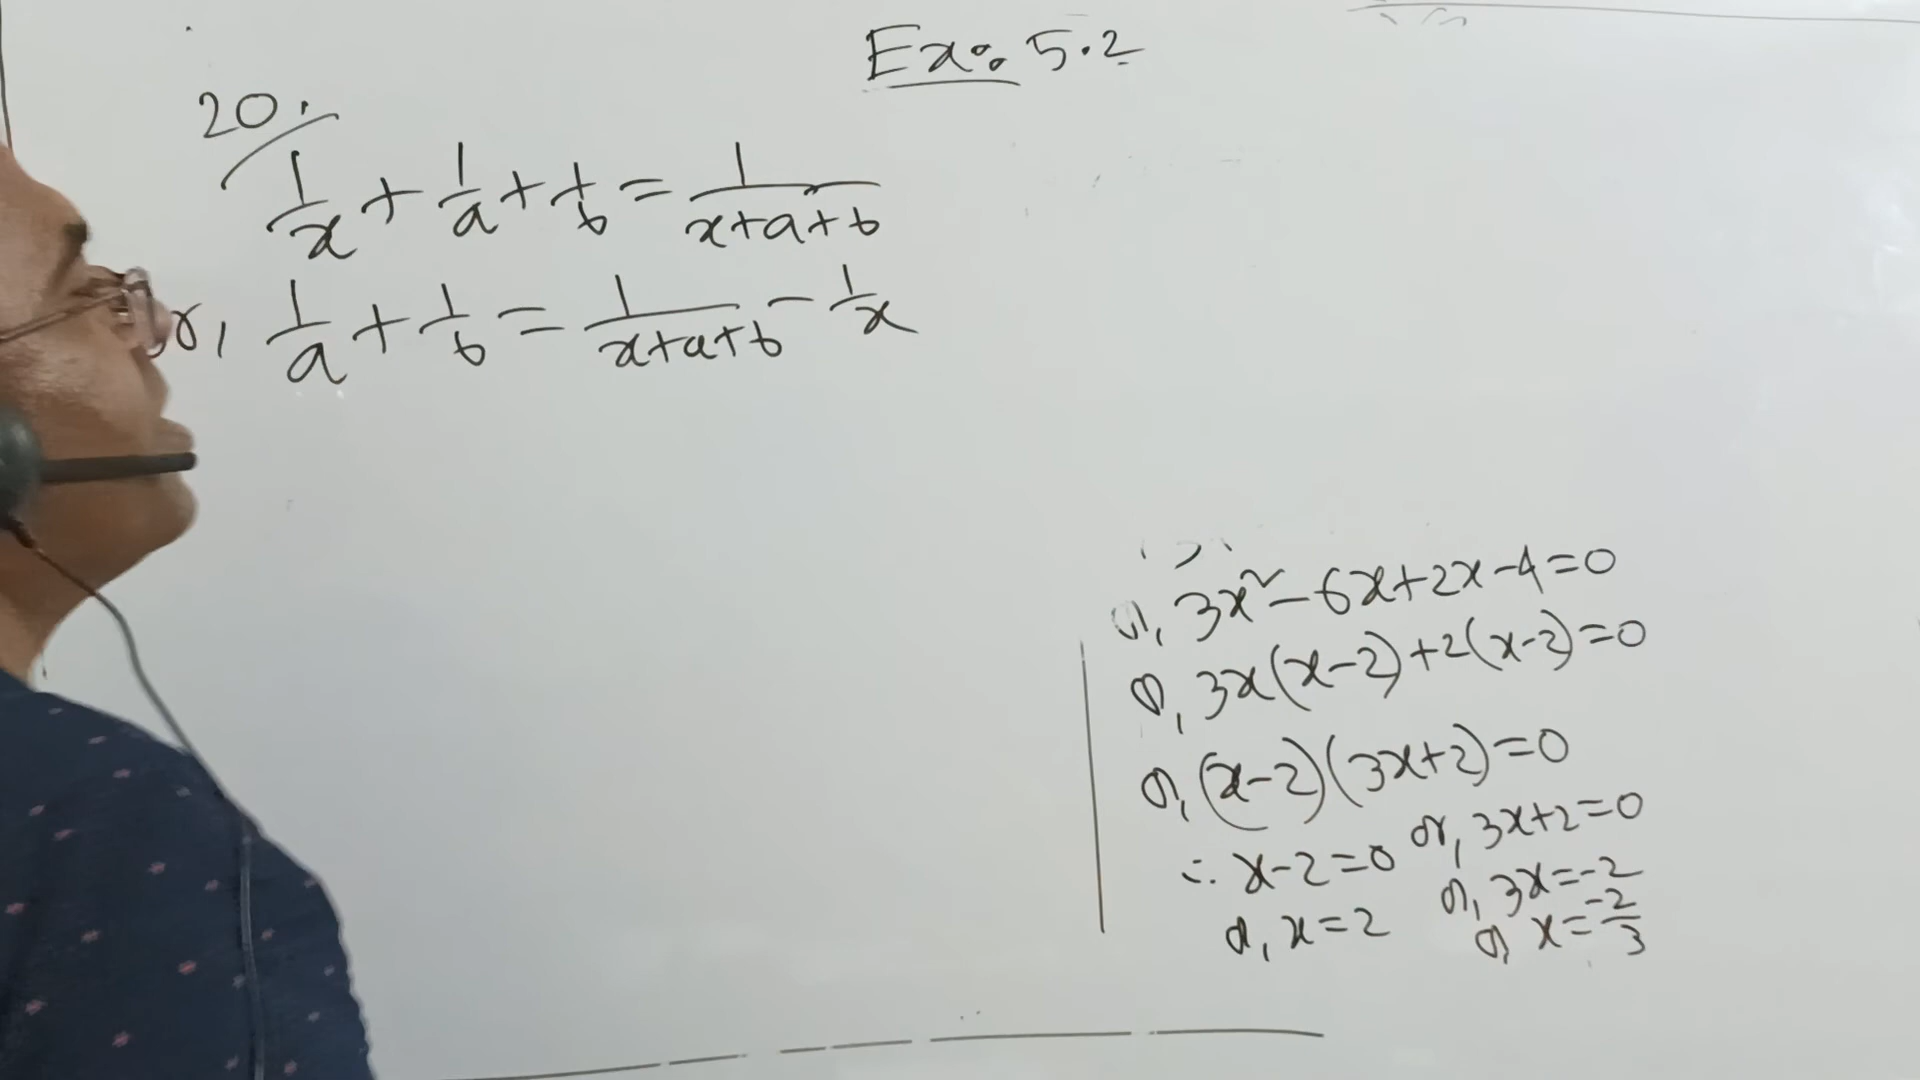 Ex: 5.2
20.
1/x + 1/a + 1/b = 1/(x+a+b)
or, 1/a + 1/b = 1/(x+a+b) - 1/x
or, 3x² - 6x + 2x - 4 = 0
or, 3x(x-2) + 2(x-2) = 0
or, (x-2)(3x+2) = 0
∴ x-2=0 or, 3x+2=0
or, x=2 or, 3x=-2
or, x=-2/3